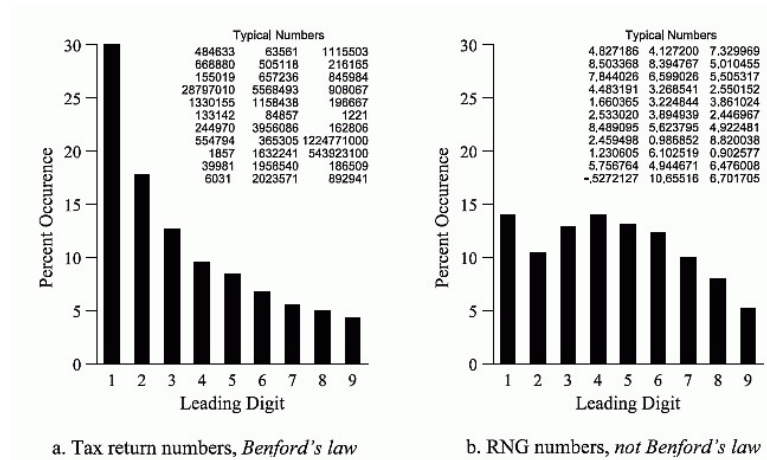 Typical Numbers
484633 63561 1115503
668880 505118 216165
155019 657236 845984
28797010 5568493 908067
1330155 1158438 196667
133142 84857 1221
244970 3956086 162806
554794 365305 1224771000
1857 1632241 543923100
39981 1958540 186509
6031 2023571 892941
30
25
20
15
10
5
0
Percent Occurence
1 2 3 4 5 6 7 8 9
Leading Digit
a. Tax return numbers, Benford's law
Typical Numbers
4.827186 4.127200 7.329969
8.503368 8.394767 5.010455
7.844026 6.599026 5.505317
4.483191 3.268541 2.550152
1.660365 3.224844 3.861024
2.533020 3.894939 2.446967
8.489095 5.623795 4.922481
2.459498 0.986852 8.820038
1.230605 6.102519 0.902577
5.756764 4.944671 6.476008
-.5272127 10.65516 6.701705
30
25
20
15
10
5
0
Percent Occurence
1 2 3 4 5 6 7 8 9
Leading Digit
b. RNG numbers, not Benford's law